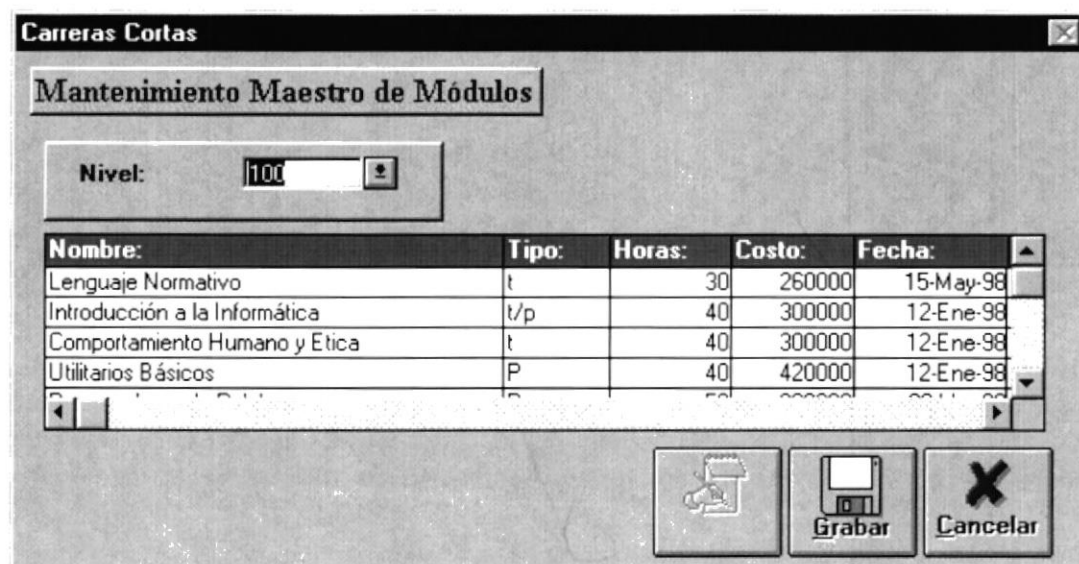 Carreras Cortas
Mantenimiento Maestro de Módulos
Nivel: 100
Nombre: Tipo: Horas: Costo: Fecha:
Lenguaje Normativo t 30 260000 15-May-98
Introducción a la Informática t/p 40 300000 12-Ene-98
Comportamiento Humano y Etica t 40 300000 12-Ene-98
Utilitarios Básicos P 40 420000 12-Ene-98
Grabar Cancelar